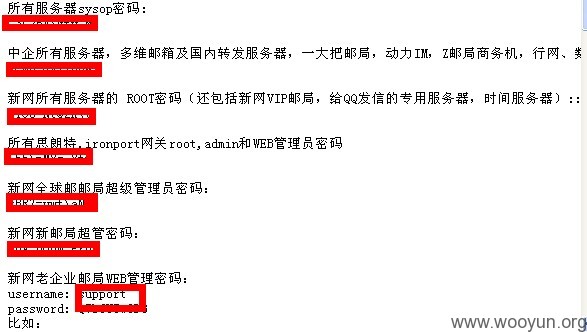 所有服务器sysop密码：
中企所有服务器，多维邮箱及国内转发服务器，一大把邮局，动力IM，Z邮局商务机，行网、
新网所有服务器的 ROOT密码（还包括新网VIP邮局，给QQ发信的专用服务器，时间服务器）：:
所有思朗特,ironport网关root,admin和WEB管理员密码
新网全球邮邮局超级管理员密码：
新网新邮局超管密码：
新网老企业邮局WEB管理密码：
username: support
password:
比如：
www.wooyun.org